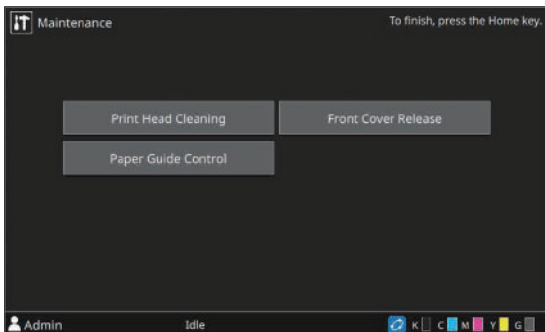 Maintenance
To finish, press the Home key.
Print Head Cleaning
Front Cover Release
Paper Guide Control
Admin
Idle
K C M Y G